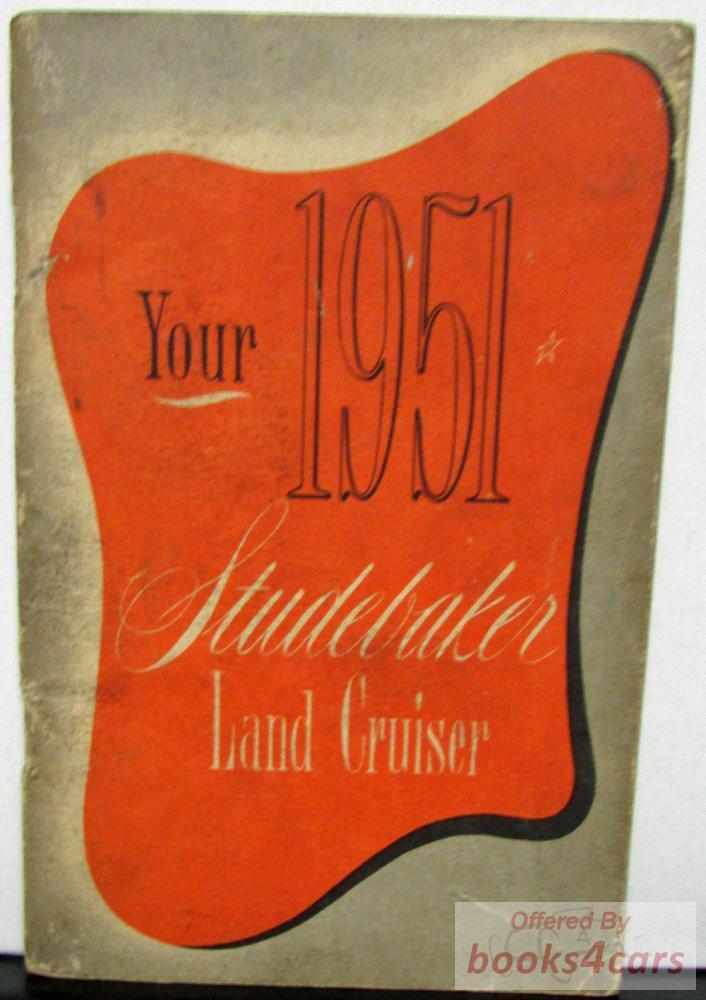 Your 1951
Studebaker
Land Cruiser
Offered By
books4cars